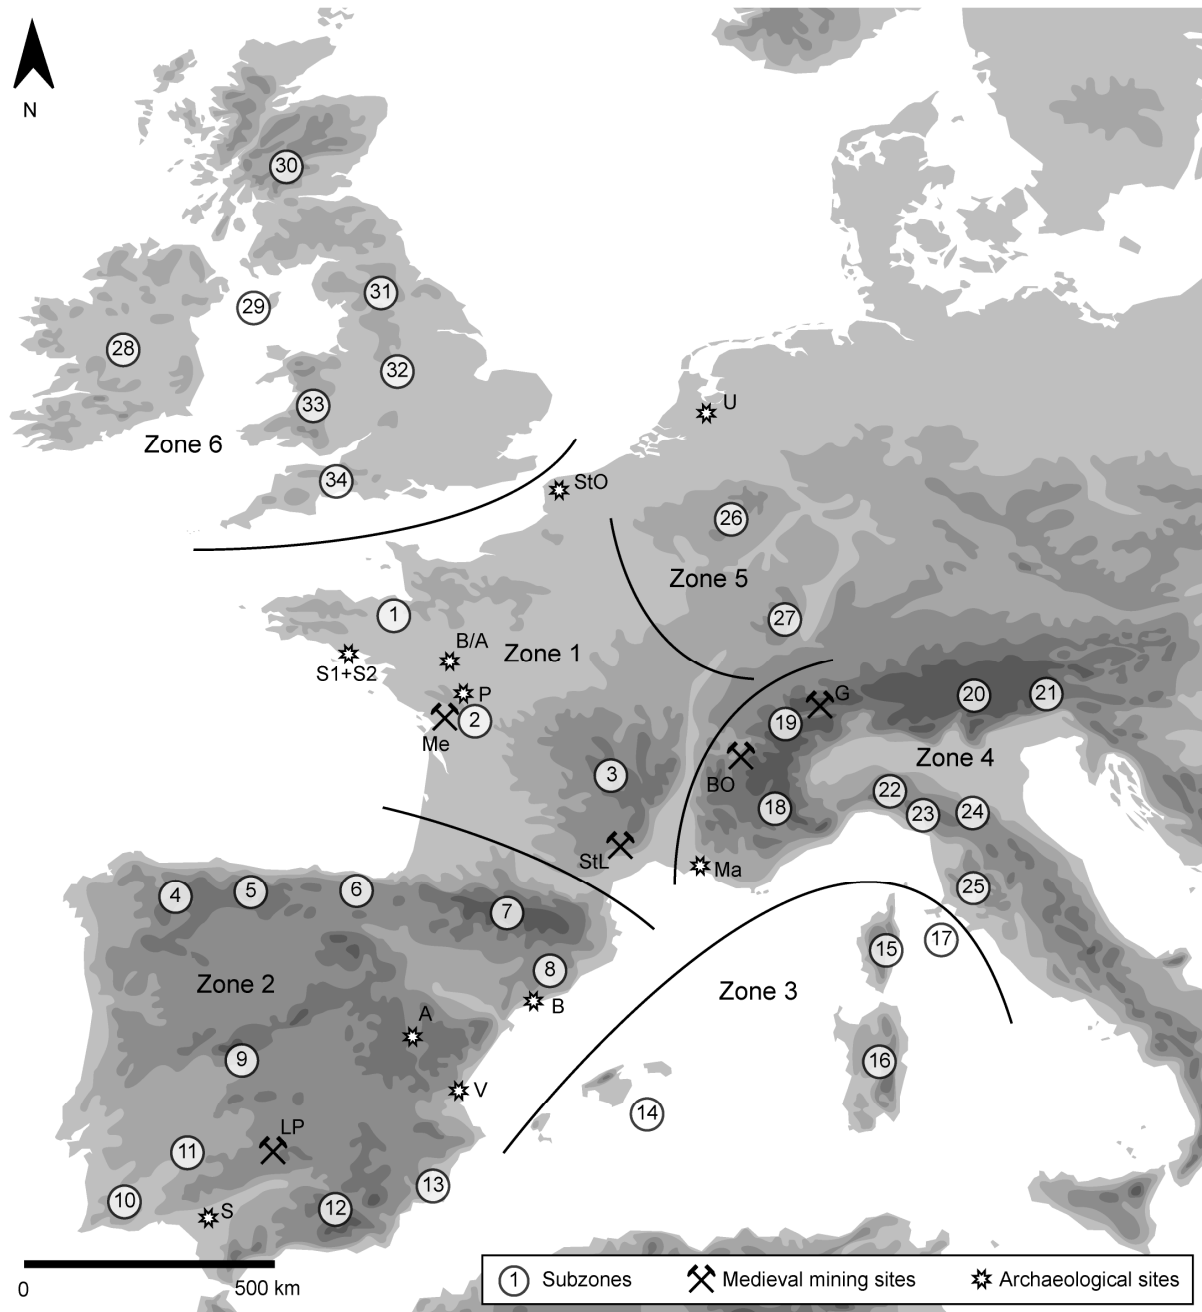 N
30
31
29
28
32
33
U
Zone 6
34
StO
26
Zone 5
1
27
B/A
Zone 1
S1+S2
P
2
Me
G
20
21
19
BO
Zone 4
3
18
22
23
24
StL
Ma
25
4
5
6
7
15
17
8
Zone 2
Zone 3
B
A
9
16
V
14
LP
11
13
10
12
S
0
500 km
1
Subzones
Medieval mining sites
Archaeological sites